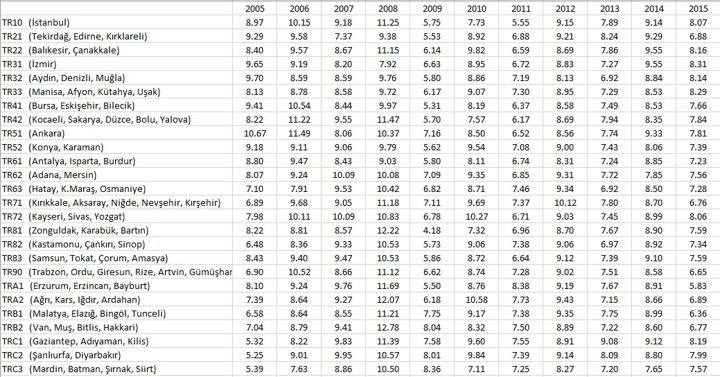 2005 2006 2007 2008 2009 2010 2011 2012 2013 2014 2015
TR10 (İstanbul) 8.97 10.15 9.18 11.25 5.75 7.73 5.55 9.15 7.89 9.14 8.07
TR21 (Tekirdağ, Edirne, Kırklareli) 9.29 9.58 7.37 9.38 5.53 8.92 6.88 9.21 8.24 9.29 6.88
TR22 (Balıkesir, Çanakkale) 8.40 9.57 8.67 11.15 6.14 9.82 6.59 8.69 7.86 9.55 8.16
TR31 (İzmir) 9.65 9.19 8.20 7.92 6.63 8.95 6.72 8.83 7.27 9.55 8.31
TR32 (Aydın, Denizli, Muğla) 9.70 8.59 8.59 9.76 5.80 8.86 7.19 8.13 6.92 8.84 8.14
TR33 (Manisa, Afyon, Kütahya, Uşak) 8.13 8.78 8.58 9.72 6.17 9.07 7.30 8.95 7.29 8.53 8.29
TR41 (Bursa, Eskişehir, Bilecik) 9.41 10.54 8.44 9.97 5.31 8.19 6.37 8.58 7.49 8.53 7.66
TR42 (Kocaeli, Sakarya, Düzce, Bolu, Yalova) 8.22 11.22 9.55 11.47 5.70 7.57 6.17 8.69 7.94 8.35 7.84
TR51 (Ankara) 10.67 11.49 8.06 10.37 7.16 8.50 6.52 8.56 7.74 9.33 7.81
TR52 (Konya, Karaman) 9.18 9.11 9.06 9.79 5.62 9.54 7.08 9.00 7.43 8.06 7.39
TR61 (Antalya, Isparta, Burdur) 8.80 9.47 8.43 9.03 5.80 8.11 6.74 8.31 7.24 8.85 7.23
TR62 (Adana, Mersin) 8.07 9.24 10.09 10.08 7.09 9.35 6.85 9.31 7.72 7.85 7.56
TR63 (Hatay, K.Maraş, Osmaniye) 7.10 7.91 9.53 10.42 6.82 8.71 7.46 9.34 6.92 8.50 7.28
TR71 (Kırıkkale, Aksaray, Niğde, Nevşehir, Kırşehir) 6.89 9.68 9.05 11.18 7.11 9.69 7.37 10.12 7.80 8.70 6.76
TR72 (Kayseri, Sivas, Yozgat) 7.98 10.11 10.09 10.83 6.78 10.27 6.71 9.03 7.45 8.99 8.06
TR81 (Zonguldak, Karabük, Bartın) 8.22 8.81 8.57 12.22 4.18 7.32 6.96 8.70 7.67 8.90 7.59
TR82 (Kastamonu, Çankırı, Sinop) 6.48 8.36 9.33 10.53 5.73 9.06 7.38 9.06 6.97 8.92 7.34
TR83 (Samsun, Tokat, Çorum, Amasya) 8.43 9.40 9.47 10.53 5.86 8.72 6.64 9.12 7.39 9.10 7.59
TR90 (Trabzon, Ordu, Giresun, Rize, Artvin, Gümüşhan 6.90 10.52 8.66 11.12 6.62 8.74 7.28 9.02 7.51 8.58 6.65
TRA1 (Erzurum, Erzincan, Bayburt) 8.10 9.24 9.76 11.69 5.50 8.76 8.38 9.19 7.67 8.91 5.83
TRA2 (Ağrı, Kars, Iğdır, Ardahan) 7.39 8.64 9.27 12.07 6.18 10.58 7.73 9.43 7.15 8.66 6.89
TRB1 (Malatya, Elazığ, Bingöl, Tunceli) 6.58 8.64 8.55 11.21 7.75 9.17 7.38 9.35 7.75 8.99 6.36
TRB2 (Van, Muş, Bitlis, Hakkari) 7.04 8.79 9.41 12.78 8.04 8.32 7.50 8.89 7.22 8.60 6.77
TRC1 (Gaziantep, Adıyaman, Kilis) 5.32 8.22 9.83 11.39 7.58 9.60 7.55 8.91 9.08 9.12 8.19
TRC2 (Şanlıurfa, Diyarbakır) 5.25 9.01 9.95 10.57 8.01 9.84 7.39 9.14 8.09 8.80 7.99
TRC3 (Mardin, Batman, Şırnak, Siirt) 5.39 7.63 8.86 10.50 8.36 7.11 7.25 8.27 7.20 7.65 7.57